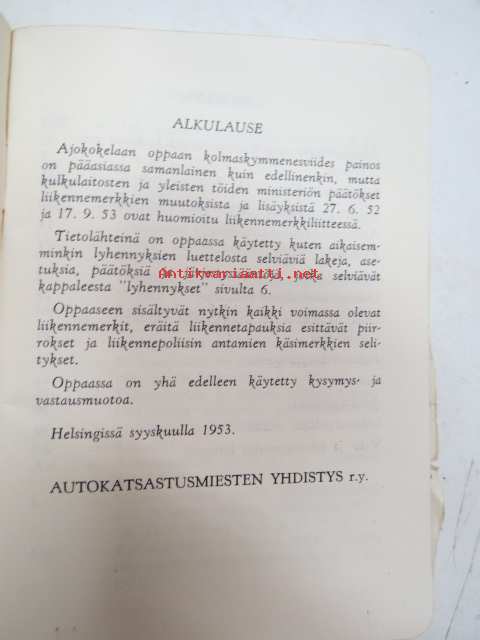 ALKULAUSE
Ajokokelaan oppaan kolmaskymmenesviides painos
on pääasiassa samanlainen kuin edellinenkin, mutta
kulkulaitosten ja yleisten töiden ministeriön päätökset
liikennemerkkien muutoksista ja lisäyksistä 27. 6. 52
ja 17. 9. 53 ovat huomioitu liikennemerkkiliitteessä.
Tietolähteinä on oppaassa käytetty kuten aikaisem-
minkin lyhennyksien luettelosta selviäviä lakeja, ase-
tuksia, päätöksiä jotka selviävät
Antikvariaatti.net
kappaleesta "lyhennykset" sivulta 6.
Oppaaseen sisältyvät nytkin kaikki voimassa olevat
liikennemerkit, eräitä liikennetapauksia esittävät piir-
rokset ja liikennepoliisin antamien käsimerkkien seli-
tykset.
Oppaassa on yhä edelleen käytetty kysymys- ja
vastausmuotoa.
Helsingissä syyskuulla 1953.
AUTOKATSASTUSMIESTEN YHDISTYS r.y.